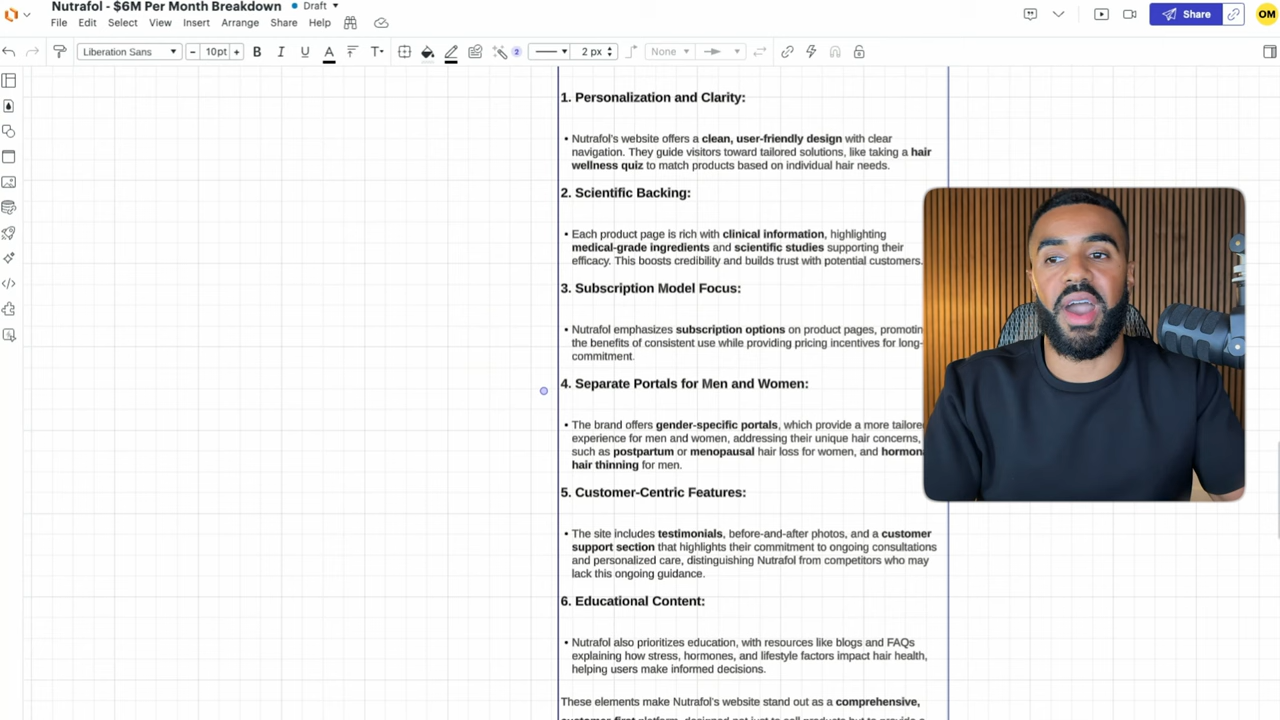 Nutrafol - $6M Per Month Breakdown Draft
File Edit Select View Insert Arrange Share Help
Share
OM
Liberation Sans
10pt
B I U A T
2
2 px
None
1. Personalization and Clarity:
• Nutrafol's website offers a clean, user-friendly design with clear
navigation. They guide visitors toward tailored solutions, like taking a hair
wellness quiz to match products based on individual hair needs.
2. Scientific Backing:
• Each product page is rich with clinical information, highlighting
medical-grade ingredients and scientific studies supporting their
efficacy. This boosts credibility and builds trust with potential customers.
3. Subscription Model Focus:
• Nutrafol emphasizes subscription options on product pages,
the benefits of consistent use while providing pricing incentives for long-
commitment.
4. Separate Portals for Men and Women:
• The brand offers gender-specific portals, which provide a more
experience for men and women, addressing their unique hair concerns,
such as postpartum or menopausal hair loss for women, and
hair thinning for men.
5. Customer-Centric Features:
• The site includes testimonials, before-and-after photos, and a customer
support section that highlights their commitment to ongoing consultations
and personalized care, distinguishing Nutrafol from competitors who may
lack this ongoing guidance.
6. Educational Content:
• Nutrafol also prioritizes education, with resources like blogs and FAQs
explaining how stress, hormones, and lifestyle factors impact hair health,
helping users make informed decisions.
These elements make Nutrafol's website stand out as a comprehensive,